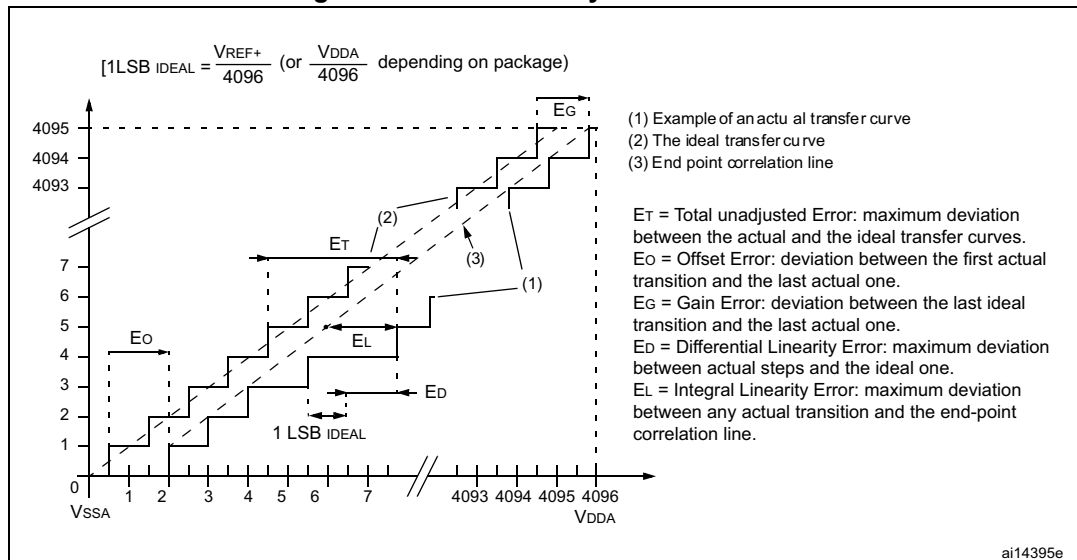 [1LSB IDEAL = VREF+ / 4096 (or VDDA / 4096 depending on package)
EG
4095
4094
4093
7
6
5
4
3
2
1
0
(2)
ET
(3)
(1)
EO
EL
ED
1 LSB IDEAL
1 2 3 4 5 6 7 4093 4094 4095 4096
VSSA
VDDA
(1) Example of an actu al transfer curve
(2) The ideal transfer curve
(3) End point correlation line
ET = Total unadjusted Error: maximum deviation
between the actual and the ideal transfer curves.
EO = Offset Error: deviation between the first actual
transition and the last actual one.
EG = Gain Error: deviation between the last ideal
transition and the last actual one.
ED = Differential Linearity Error: maximum deviation
between actual steps and the ideal one.
EL = Integral Linearity Error: maximum deviation
between any actual transition and the end-point
correlation line.
ai14395e